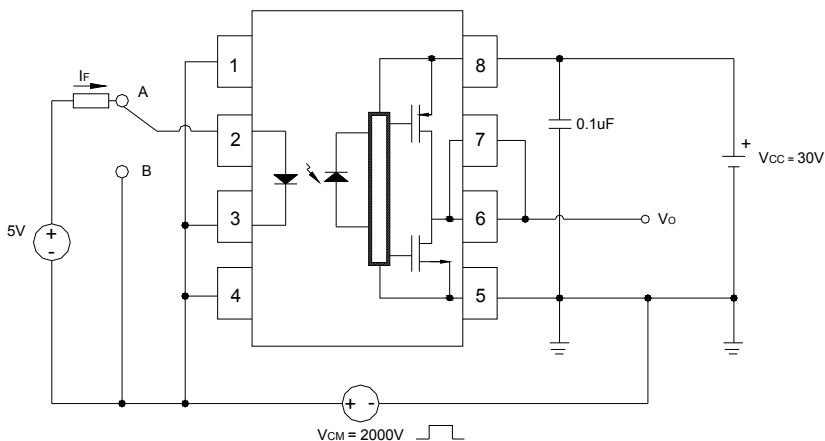 IF
A
B
5V
+
-
1
2
3
4
8
7
6
5
0.1uF
+
VCC = 30V
VO
+ -
VCM = 2000V